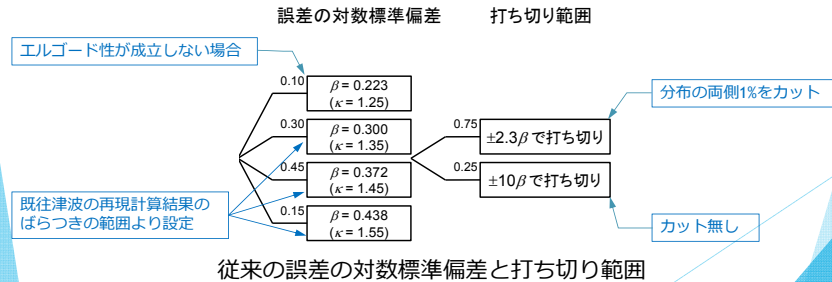 誤差の対数標準偏差 打ち切り範囲
エルゴード性が成立しない場合
0.10
β = 0.223
(κ = 1.25)
分布の両側1%をカット
0.30
β = 0.300
(κ = 1.35)
0.75
±2.3βで打ち切り
0.45
β = 0.372
(κ = 1.45)
0.25
±10βで打ち切り
既往津波の再現計算結果の
ばらつきの範囲より設定
0.15
β = 0.438
(κ = 1.55)
カット無し
従来の誤差の対数標準偏差と打ち切り範囲